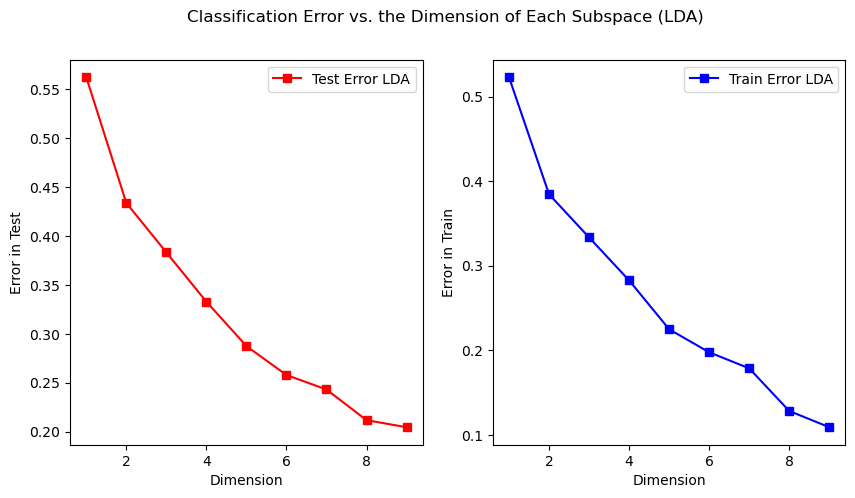 Classification Error vs. the Dimension of Each Subspace (LDA)
Test Error LDA
0.55
0.50
0.45
0.40
0.35
0.30
0.25
0.20
Error in Test
2 4 6 8
Dimension
Train Error LDA
0.5
0.4
0.3
0.2
0.1
Error in Train
2 4 6 8
Dimension